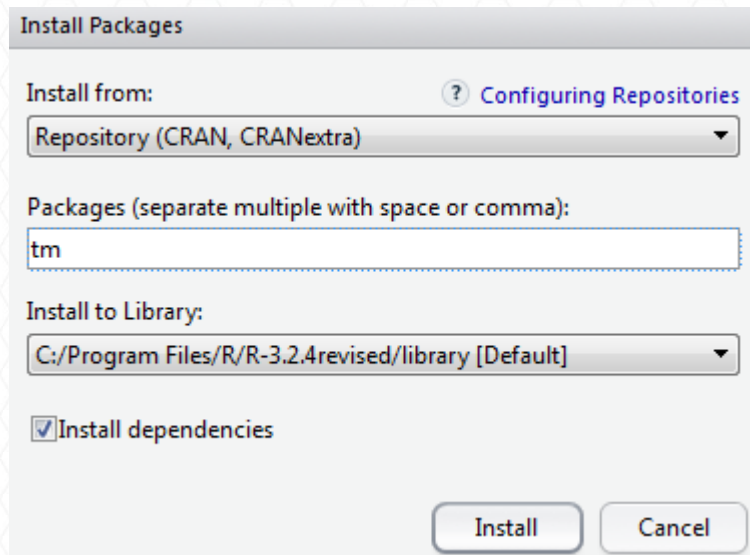 Install Packages
Install from:
? Configuring Repositories
Repository (CRAN, CRANextra)
Packages (separate multiple with space or comma):
tm
Install to Library:
C:/Program Files/R/R-3.2.4revised/library [Default]
Install dependencies
Install
Cancel